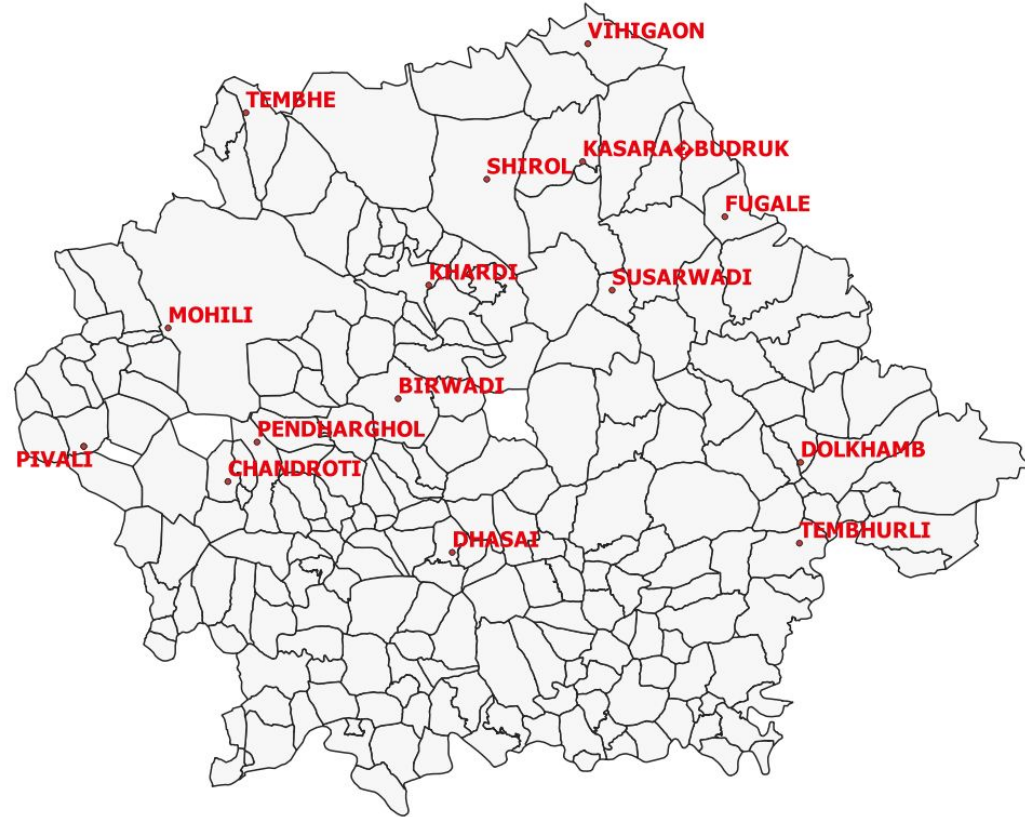 VIHIGAON
TEMBHE
KASARA�BUDRUK
SHIROL
FUGALE
KHARDI
SUSARWADI
MOHILI
BIRWADI
PENDHARGHOL
DOLKHAMB
PIVALI
CHANDROTI
TEMBHURLI
DHASAI